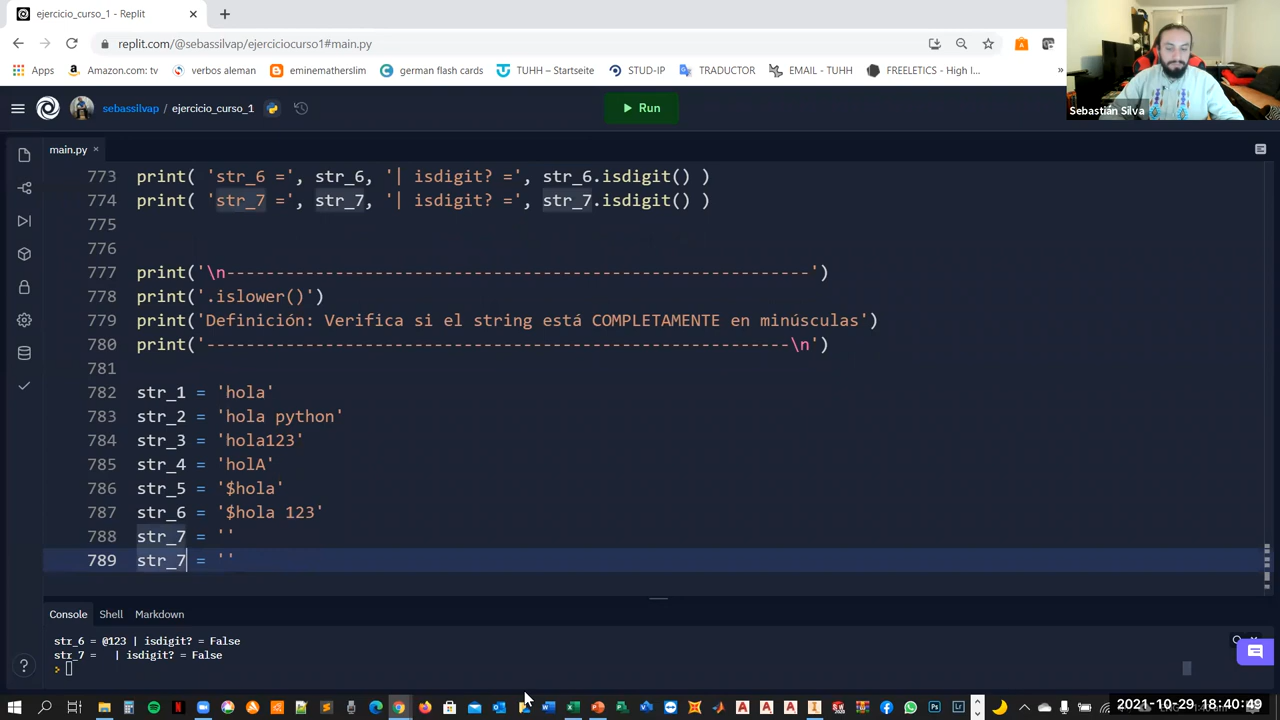 ejercicio_curso_1 - Replit
replit.com/@sebassilvap/ejerciciocurso1#main.py
Apps
Amazon.com: tv
verbos aleman
eminematherslim
german flash cards
TUHH – Startseite
STUD-IP
TRADUCTOR
EMAIL - TUHH
FREELETICS - High I...
»
Sebastián Silva
sebassilvap / ejercicio_curso_1
Run
main.py
773 print( 'str_6 =', str_6, '| isdigit? =', str_6.isdigit() )
774 print( 'str_7 =', str_7, '| isdigit? =', str_7.isdigit() )
775
776
777 print('\n-----------------------------------------------------------')
778 print('.islower()')
779 print('Definición: Verifica si el string está COMPLETAMENTE en minúsculas')
780 print('-----------------------------------------------------------\n')
781
782 str_1 = 'hola'
783 str_2 = 'hola python'
784 str_3 = 'hola123'
785 str_4 = 'holA'
786 str_5 = '$hola'
787 str_6 = '$hola 123'
788 str_7 = ''
789 str_7 = ''
Console Shell Markdown
str_6 = @123 | isdigit? = False
str_7 =   | isdigit? = False
>
2021-10-29 18:40:49